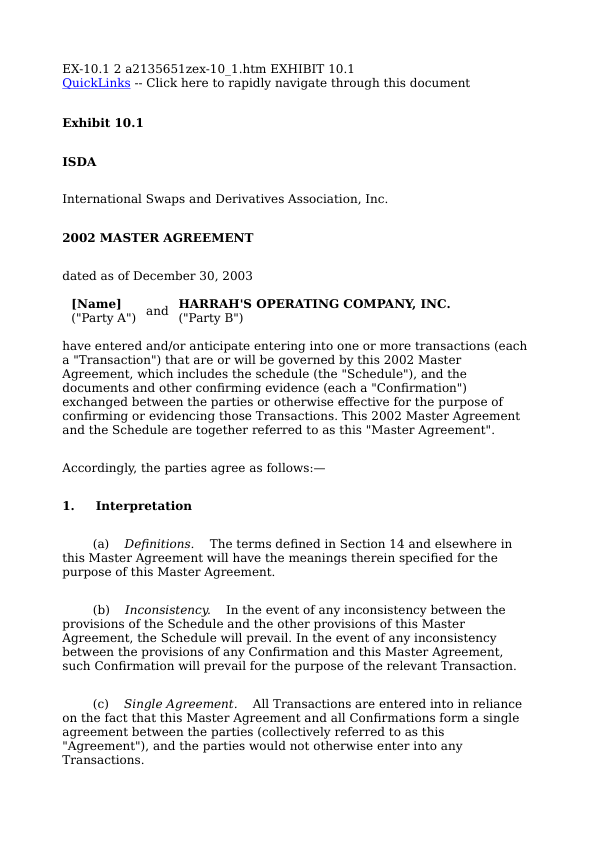 EX-10.1 2 a2135651zex-10_1.htm EXHIBIT 10.1
QuickLinks -- Click here to rapidly navigate through this document
Exhibit 10.1
ISDA
International Swaps and Derivatives Association, Inc.
2002 MASTER AGREEMENT
dated as of December 30, 2003
[Name] and HARRAH'S OPERATING COMPANY, INC.
("Party A") ("Party B")
have entered and/or anticipate entering into one or more transactions (each
a "Transaction") that are or will be governed by this 2002 Master
Agreement, which includes the schedule (the "Schedule"), and the
documents and other confirming evidence (each a "Confirmation")
exchanged between the parties or otherwise effective for the purpose of
confirming or evidencing those Transactions. This 2002 Master Agreement
and the Schedule are together referred to as this "Master Agreement".
Accordingly, the parties agree as follows:—
1. Interpretation
(a) Definitions. The terms defined in Section 14 and elsewhere in
this Master Agreement will have the meanings therein specified for the
purpose of this Master Agreement.
(b) Inconsistency. In the event of any inconsistency between the
provisions of the Schedule and the other provisions of this Master
Agreement, the Schedule will prevail. In the event of any inconsistency
between the provisions of any Confirmation and this Master Agreement,
such Confirmation will prevail for the purpose of the relevant Transaction.
(c) Single Agreement. All Transactions are entered into in reliance
on the fact that this Master Agreement and all Confirmations form a single
agreement between the parties (collectively referred to as this
"Agreement"), and the parties would not otherwise enter into any
Transactions.